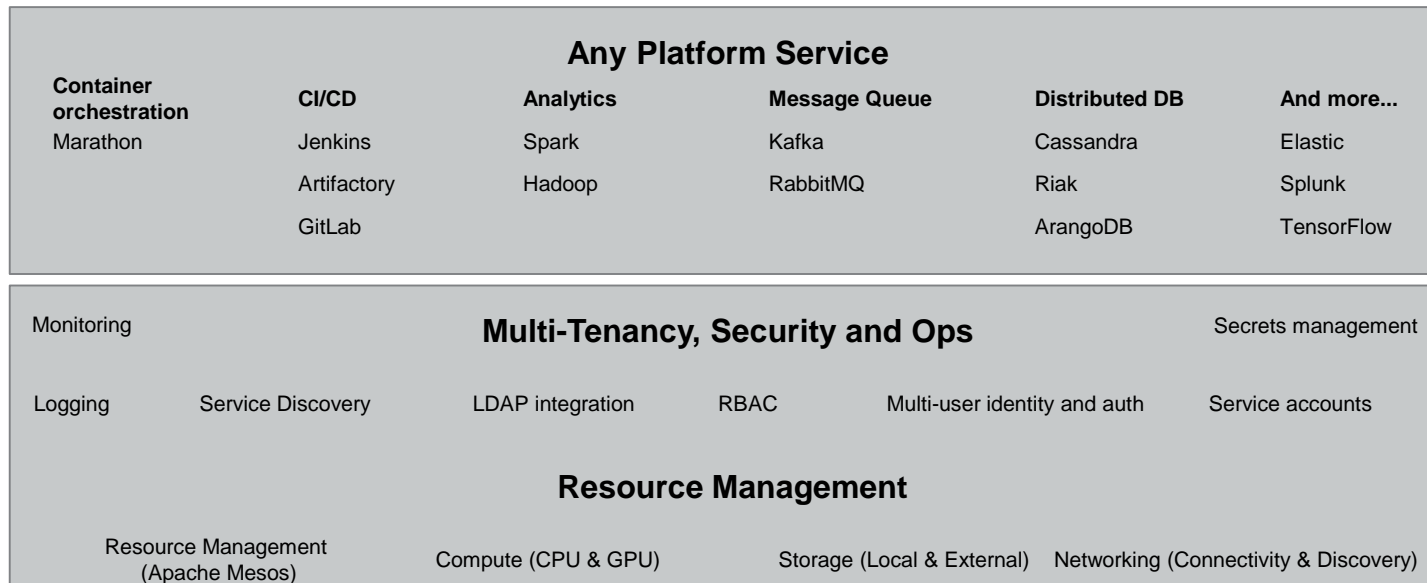 Any Platform Service
Container
orchestration
CI/CD
Analytics
Message Queue
Distributed DB
And more...
Marathon
Jenkins
Spark
Kafka
Cassandra
Elastic
Artifactory
Hadoop
RabbitMQ
Riak
Splunk
GitLab
ArangoDB
TensorFlow
Monitoring
Multi-Tenancy, Security and Ops
Secrets management
Logging
Service Discovery
LDAP integration
RBAC
Multi-user identity and auth
Service accounts
Resource Management
Resource Management
(Apache Mesos)
Compute (CPU & GPU)
Storage (Local & External)
Networking (Connectivity & Discovery)